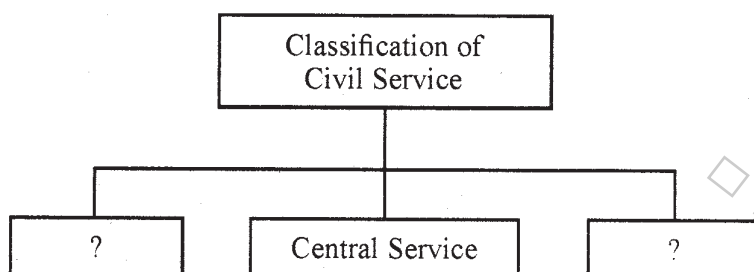 Classification of
Civil Service
?
Central Service
?